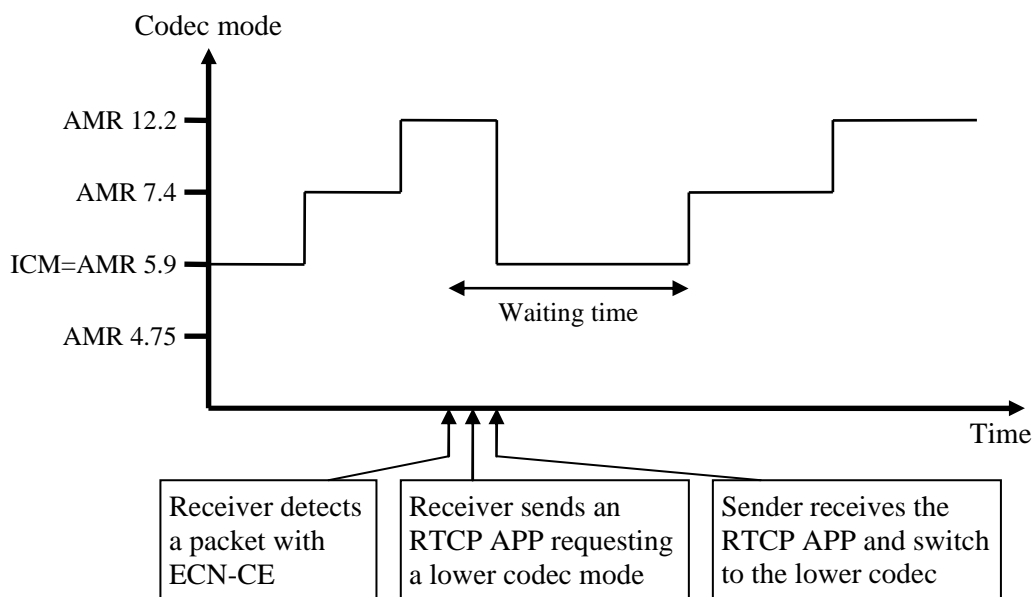 Codec mode
AMR 12.2
AMR 7.4
ICM=AMR 5.9
AMR 4.75
Waiting time
Time
Receiver detects
a packet with
ECN-CE
Receiver sends an
RTCP APP requesting
a lower codec mode
Sender receives the
RTCP APP and switch
to the lower codec